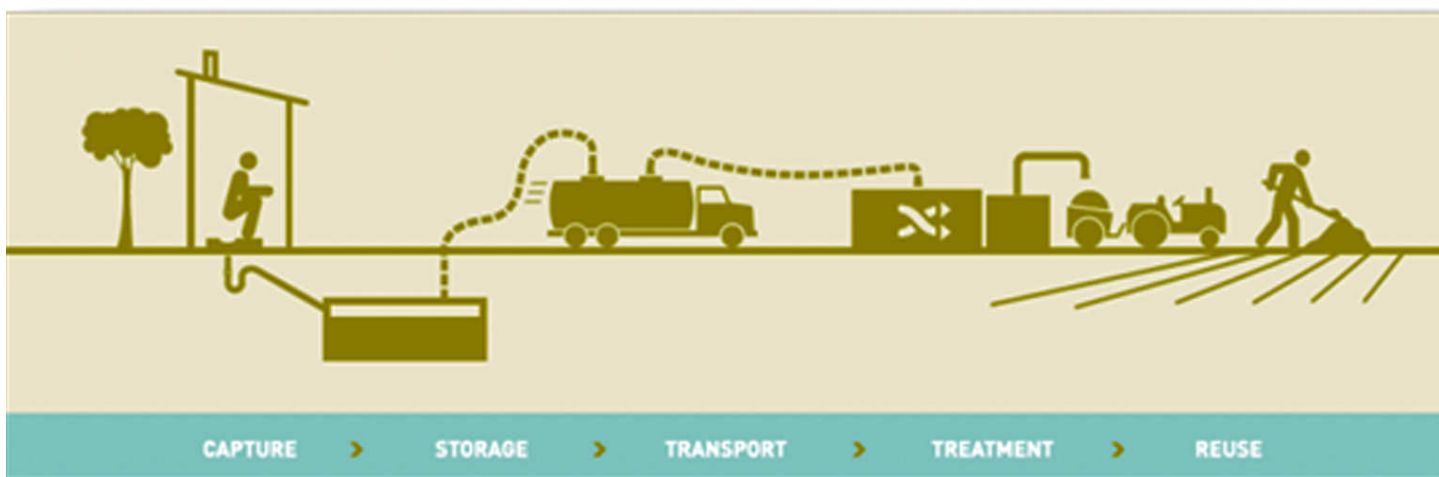 CAPTURE > STORAGE > TRANSPORT > TREATMENT > REUSE